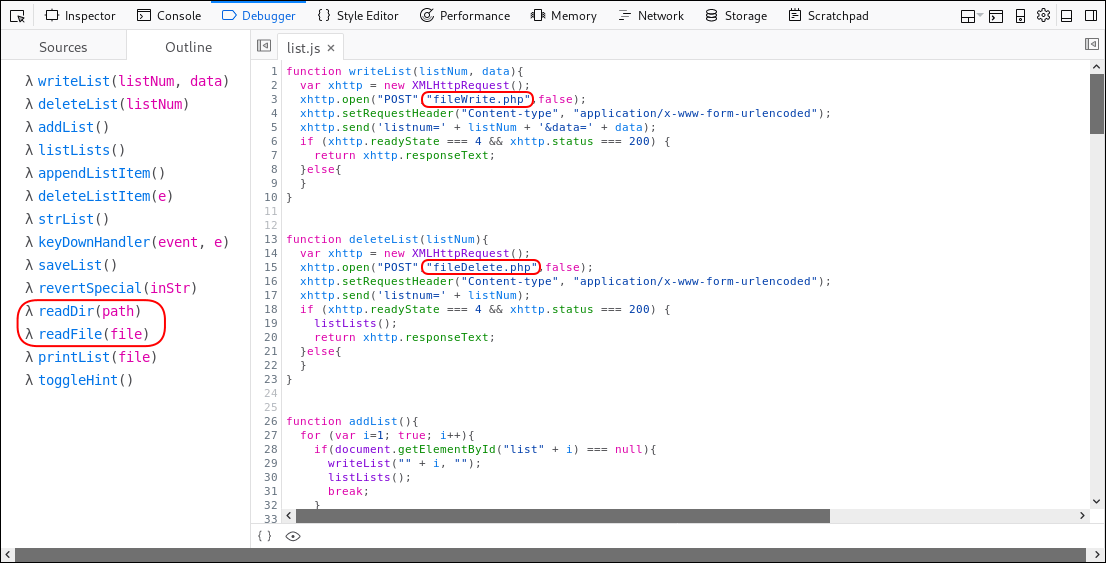 Inspector Console Debugger Style Editor Performance Memory Network Storage Scratchpad
Sources Outline
list.js ×
λ writeList(listNum, data)
λ deleteList(listNum)
λ addList()
λ listLists()
λ appendListItem()
λ deleteListItem(e)
λ strList()
λ keyDownHandler(event, e)
λ saveList()
λ revertSpecial(inStr)
λ readDir(path)
λ readFile(file)
λ printList(file)
λ toggleHint()
1 function writeList(listNum, data){
2 var xhttp = new XMLHttpRequest();
3 xhttp.open("POST","fileWrite.php",false);
4 xhttp.setRequestHeader("Content-type", "application/x-www-form-urlencoded");
5 xhttp.send('listnum=' + listNum + '&data=' + data);
6 if (xhttp.readyState === 4 && xhttp.status === 200) {
7 return xhttp.responseText;
8 }else{
9 }
10 }
11
12
13 function deleteList(listNum){
14 var xhttp = new XMLHttpRequest();
15 xhttp.open("POST","fileDelete.php",false);
16 xhttp.setRequestHeader("Content-type", "application/x-www-form-urlencoded");
17 xhttp.send('listnum=' + listNum);
18 if (xhttp.readyState === 4 && xhttp.status === 200) {
19 listLists();
20 return xhttp.responseText;
21 }else{
22 }
23 }
24
25
26 function addList(){
27 for (var i=1; true; i++){
28 if(document.getElementById("list" + i) === null){
29 writeList("" + i, "");
30 listLists();
31 break;
32 }
33
{ }